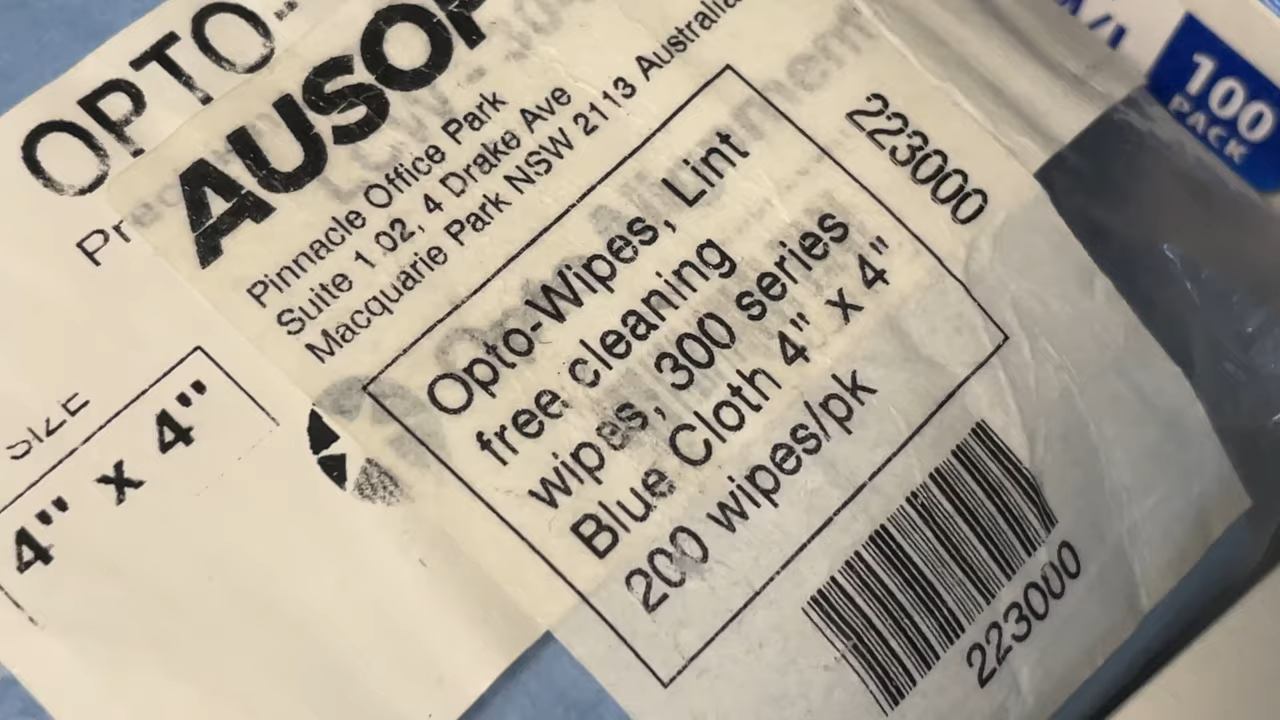 OPTO-
AUSOP
Pinnacle Office Park
Suite 1.02, 4 Drake Ave
Macquarie Park NSW 2113 Australia
223000
Opto-Wipes, Lint
free cleaning
wipes, 300 series
Blue Cloth 4" x 4"
200 wipes/pk
223000
SIZE
4" x 4"
100
PACK